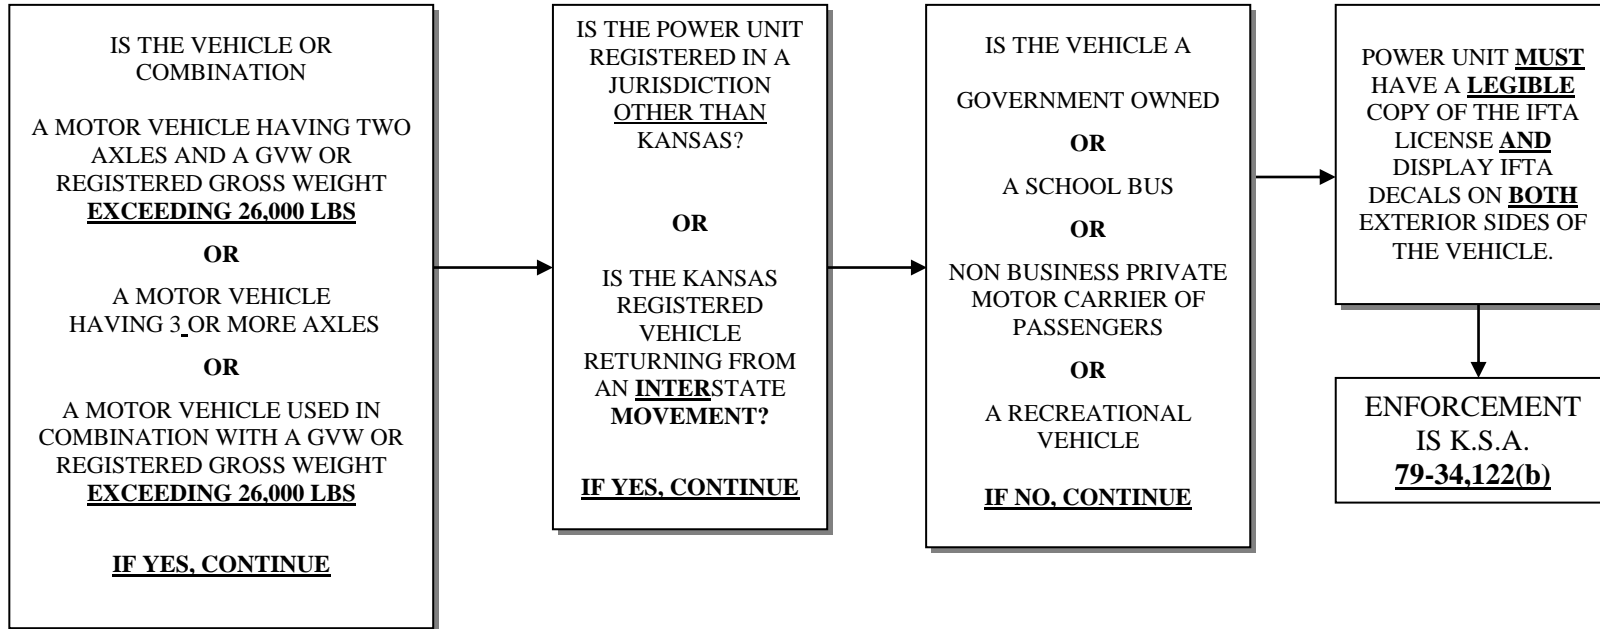 IS THE VEHICLE OR
COMBINATION
A MOTOR VEHICLE HAVING TWO
AXLES AND A GVW OR
REGISTERED GROSS WEIGHT
EXCEEDING 26,000 LBS
OR
A MOTOR VEHICLE
HAVING 3 OR MORE AXLES
OR
A MOTOR VEHICLE USED IN
COMBINATION WITH A GVW OR
REGISTERED GROSS WEIGHT
EXCEEDING 26,000 LBS
IF YES, CONTINUE
IS THE POWER UNIT
REGISTERED IN A
JURISDICTION
OTHER THAN
KANSAS?
OR
IS THE KANSAS
REGISTERED
VEHICLE
RETURNING FROM
AN INTERSTATE
MOVEMENT?
IF YES, CONTINUE
IS THE VEHICLE A
GOVERNMENT OWNED
OR
A SCHOOL BUS
OR
NON BUSINESS PRIVATE
MOTOR CARRIER OF
PASSENGERS
OR
A RECREATIONAL
VEHICLE
IF NO, CONTINUE
POWER UNIT MUST
HAVE A LEGIBLE
COPY OF THE IFTA
LICENSE AND
DISPLAY IFTA
DECALS ON BOTH
EXTERIOR SIDES OF
THE VEHICLE.
ENFORCEMENT
IS K.S.A.
79-34,122(b)